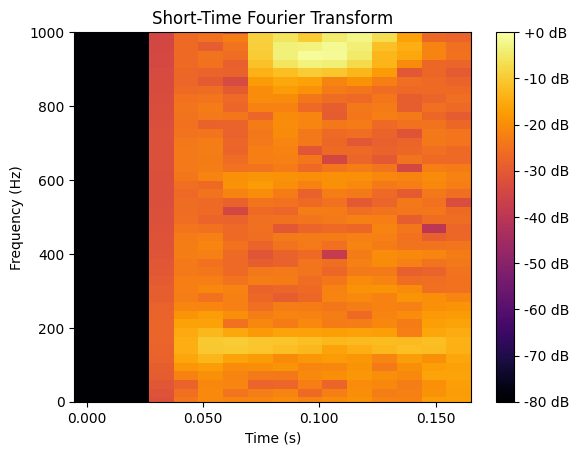 Short-Time Fourier Transform
1000
800
600
400
200
0
Frequency (Hz)
0.000
0.050
0.100
0.150
Time (s)
+0 dB
-10 dB
-20 dB
-30 dB
-40 dB
-50 dB
-60 dB
-70 dB
-80 dB